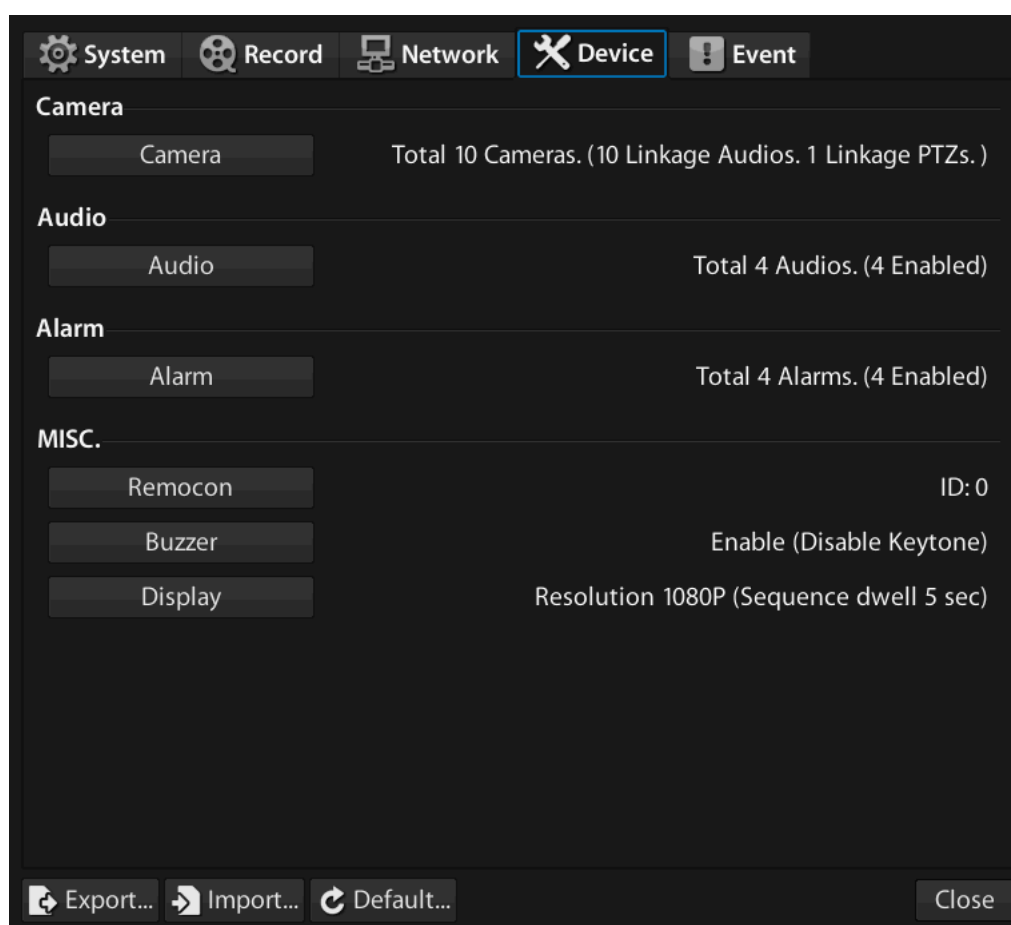 System Record Network Device Event
Camera
Camera Total 10 Cameras. (10 Linkage Audios. 1 Linkage PTZs. )
Audio
Audio Total 4 Audios. (4 Enabled)
Alarm
Alarm Total 4 Alarms. (4 Enabled)
MISC.
Remocon ID: 0
Buzzer Enable (Disable Keytone)
Display Resolution 1080P (Sequence dwell 5 sec)
Export... Import... Default... Close